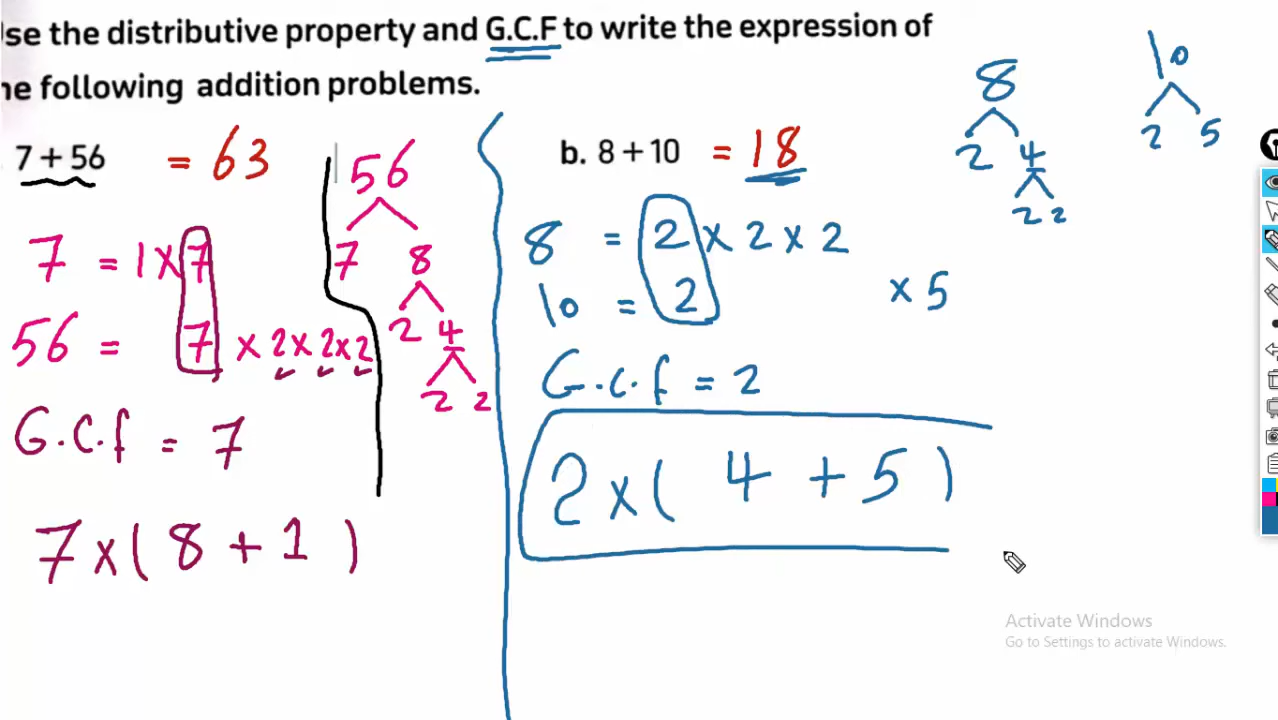 se the distributive property and G.C.F to write the expression of
e following addition problems.
7 + 56 = 63
56
7 8
2 4
2 2
7 = 1 × 7
56 = 7 × 2 × 2 × 2
G.C.f = 7
7 × ( 8 + 1 )
b. 8 + 10 = 18
8
2 4
2 2
10
2 5
8 = 2 × 2 × 2
10 = 2 × 5
G.C.f = 2
2 × ( 4 + 5 )
Activate Windows
Go to Settings to activate Windows.